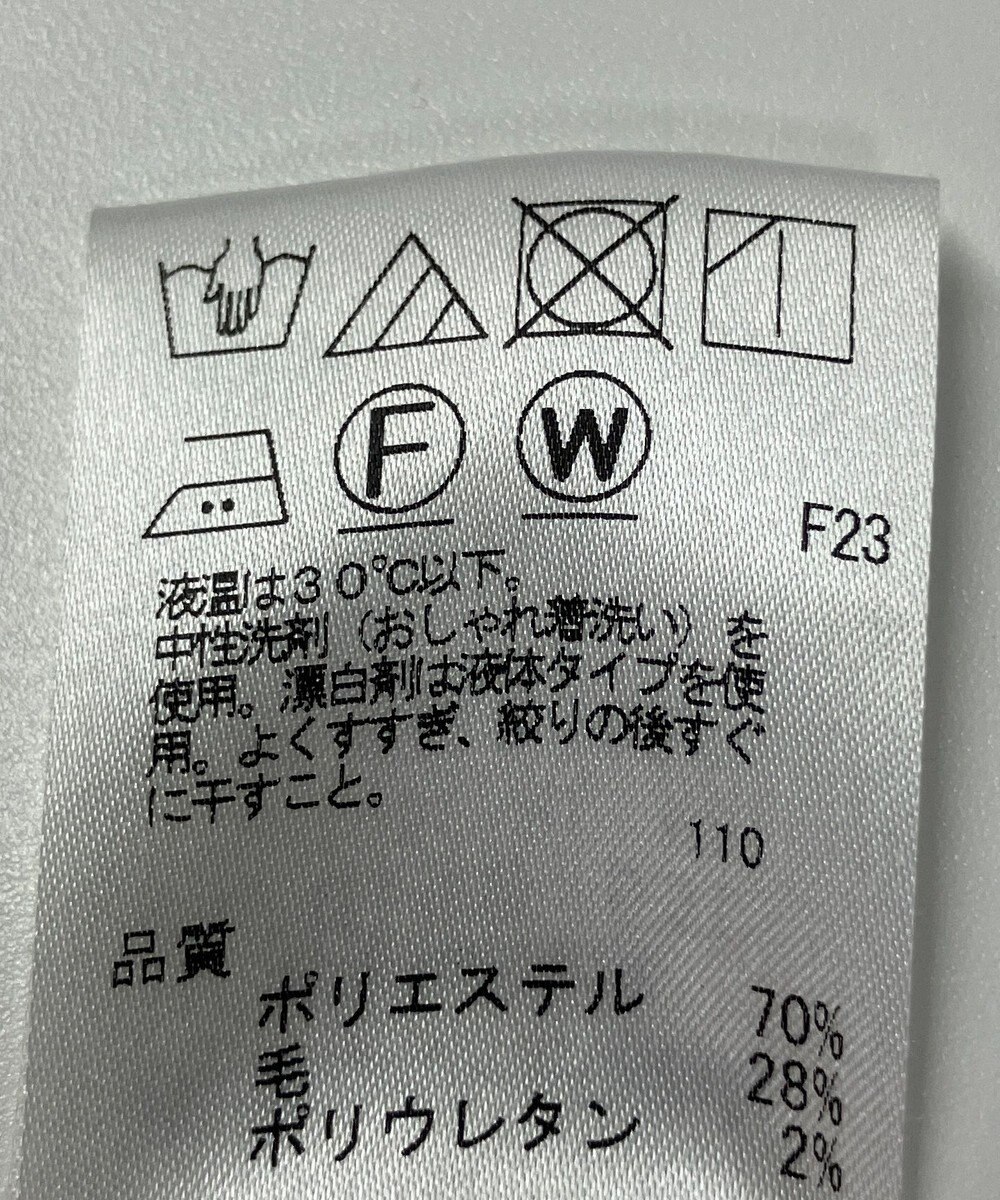 F W
F23
液温は30℃以下。
中性洗剤（おしゃれ着洗い）を
使用。漂白剤は液体タイプを使
用。よくすすぎ、絞りの後すぐ
に干すこと。
110
品質
ポリエステル 70%
毛 28%
ポリウレタン 2%